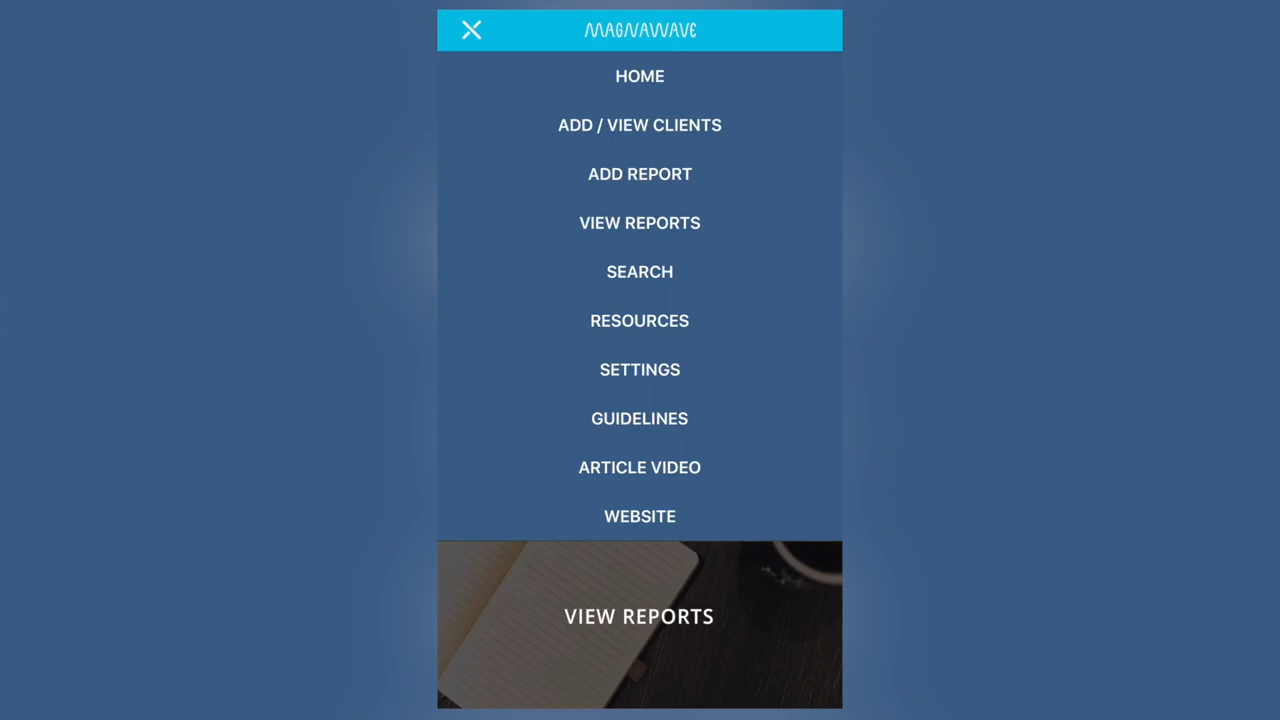 MAGNAWAVE
HOME
ADD / VIEW CLIENTS
ADD REPORT
VIEW REPORTS
SEARCH
RESOURCES
SETTINGS
GUIDELINES
ARTICLE VIDEO
WEBSITE
VIEW REPORTS